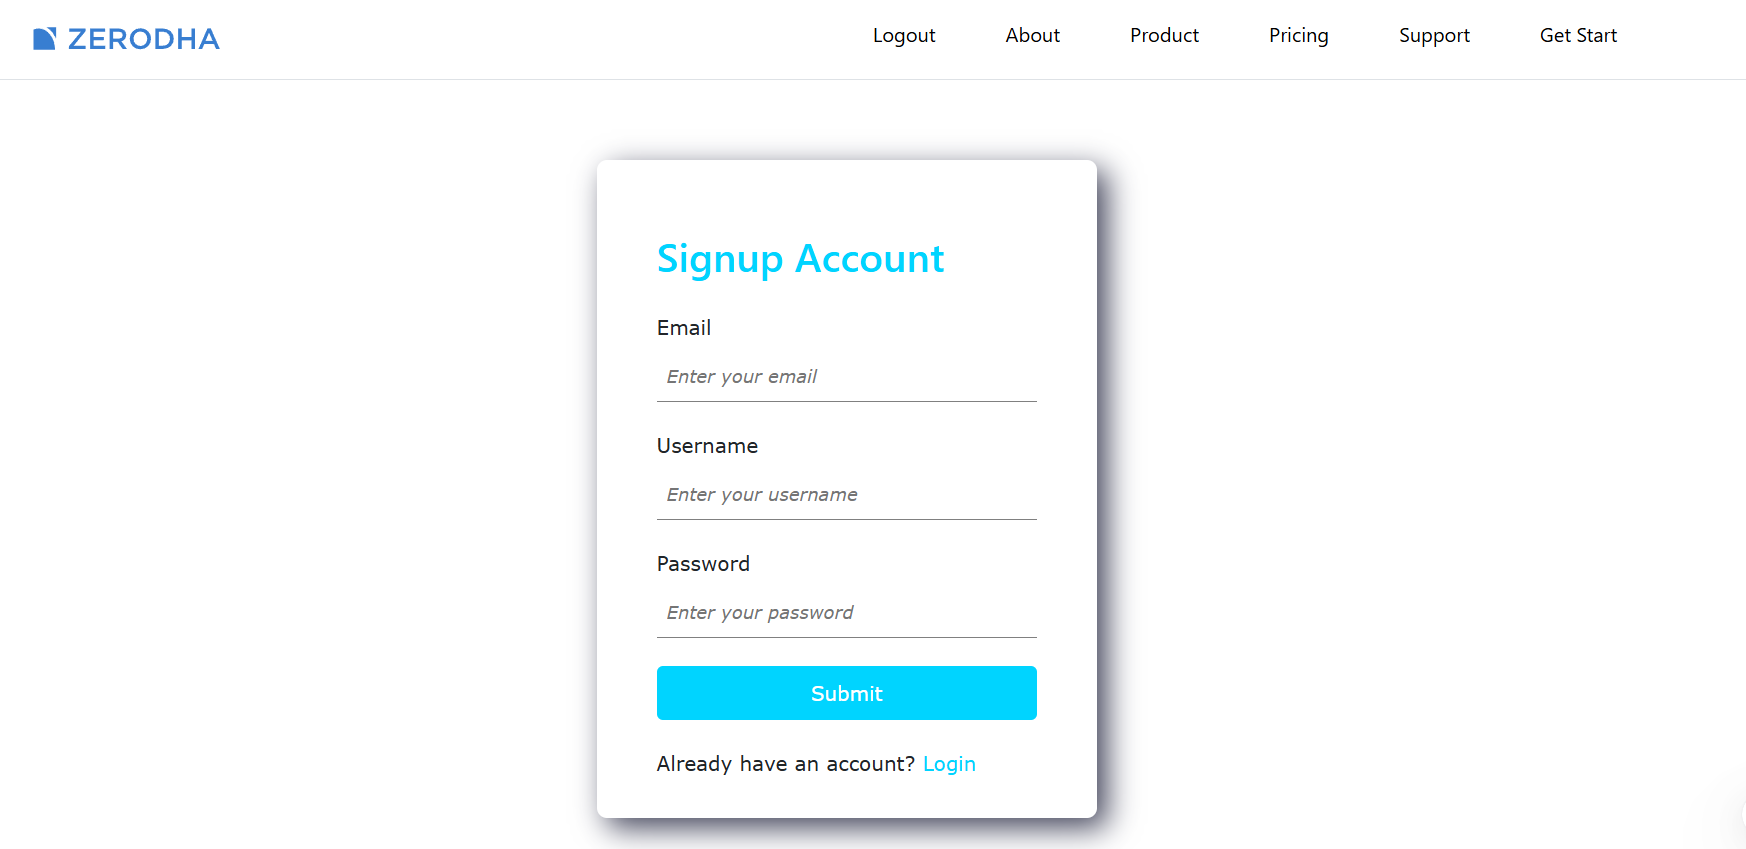 ZERODHA Logout About Product Pricing Support Get Start
Signup Account
Email
Enter your email
Username
Enter your username
Password
Enter your password
Submit
Already have an account? Login